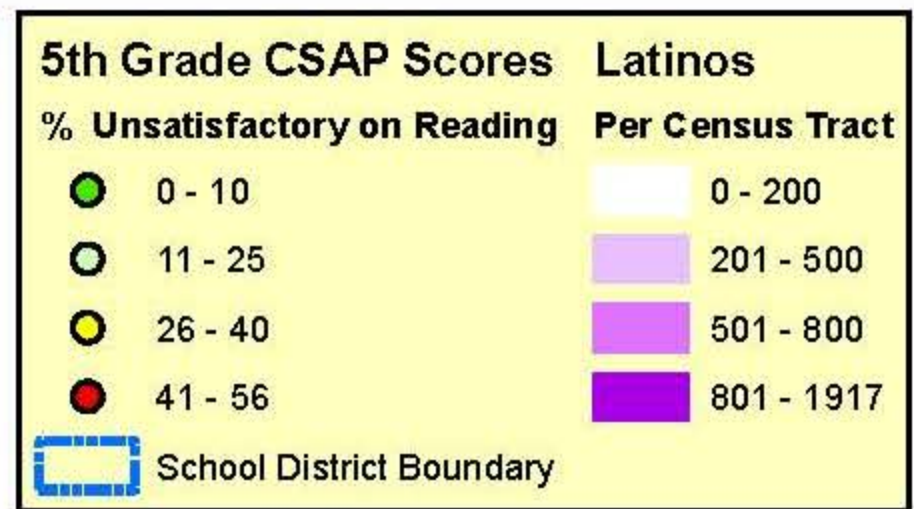 5th Grade CSAP Scores Latinos
% Unsatisfactory on Reading Per Census Tract
0 - 10 0 - 200
11 - 25 201 - 500
26 - 40 501 - 800
41 - 56 801 - 1917
School District Boundary